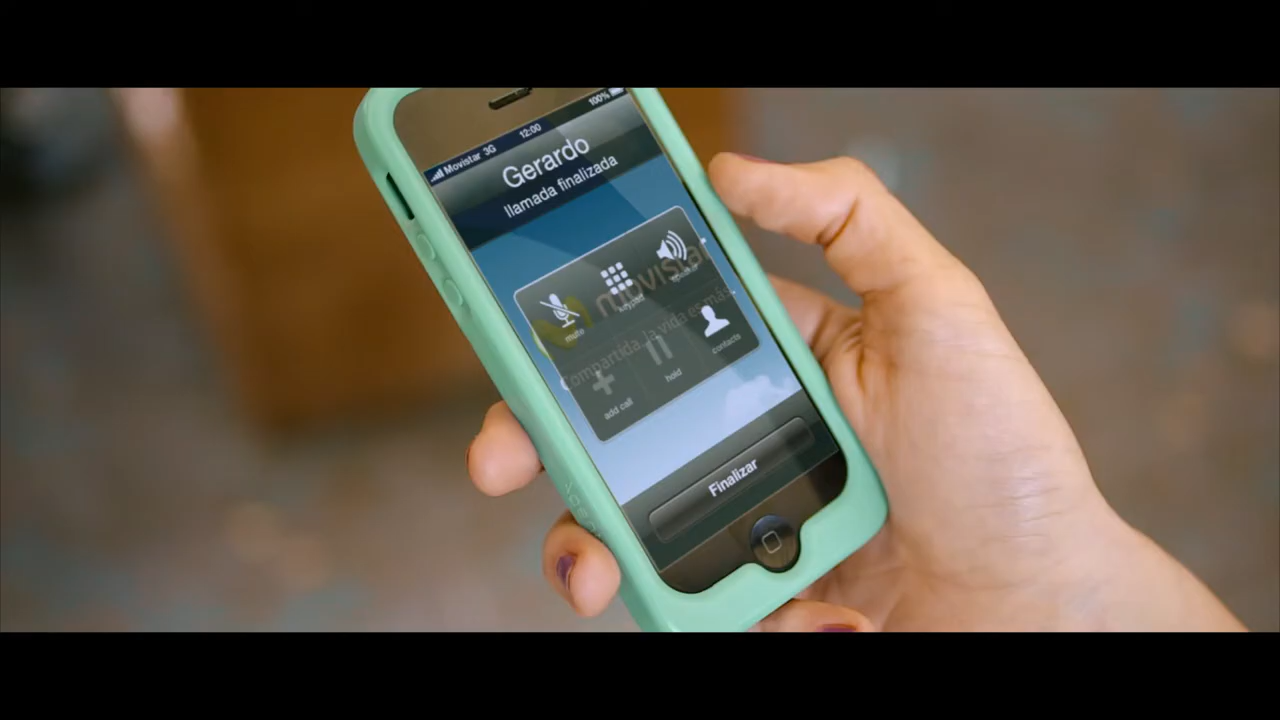 Movistar 3G 12:00 100%
Gerardo
llamada finalizada
mute keypad speaker
movistar
Compartida, la vida es más.
add call hold contacts
Finalizar
speck